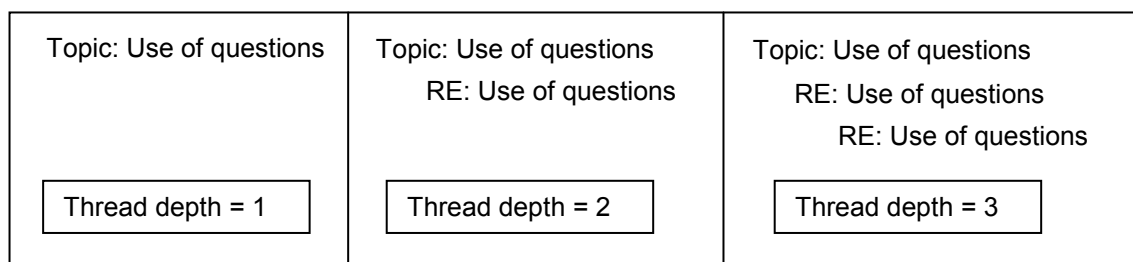 Topic: Use of questions
Thread depth = 1
Topic: Use of questions
RE: Use of questions
Thread depth = 2
Topic: Use of questions
RE: Use of questions
RE: Use of questions
Thread depth = 3